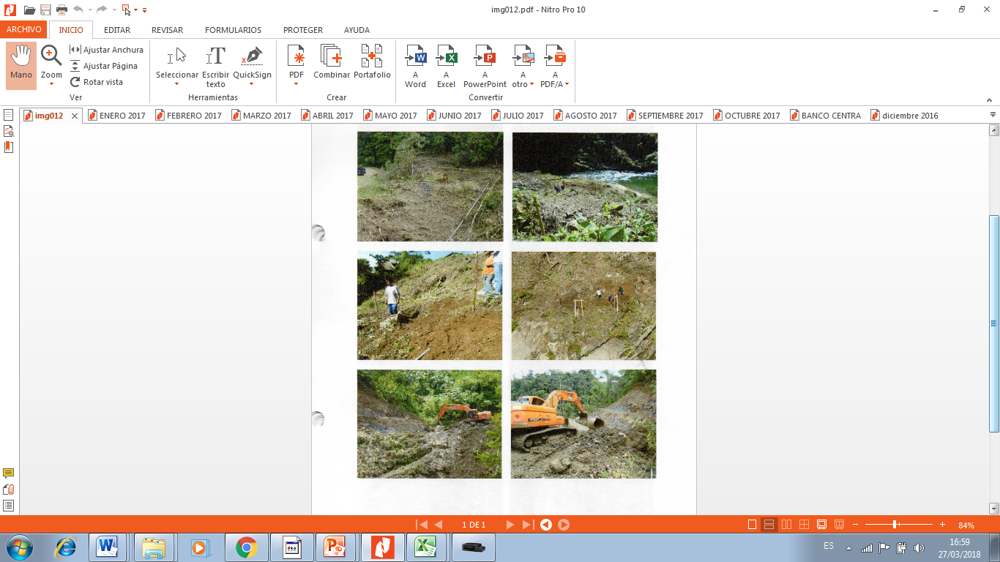 img012.pdf - Nitro Pro 10
ARCHIVO INICIO EDITAR REVISAR FORMULARIOS PROTEGER AYUDA
Mano
Zoom
Ajustar Anchura
Ajustar Página
Rotar vista
Ver
Seleccionar
Escribir
texto
QuickSign
Herramientas
PDF
Combinar
Portafolio
Crear
A
Word
A
Excel
A
PowerPoint
A
otro
A
PDF/A
Convertir
img012 ENERO 2017 FEBRERO 2017 MARZO 2017 ABRIL 2017 MAYO 2017 JUNIO 2017 JULIO 2017 AGOSTO 2017 SEPTIEMBRE 2017 OCTUBRE 2017 BANCO CENTRA diciembre 2016
1 DE 1
84%
ES
16:59
27/03/2018